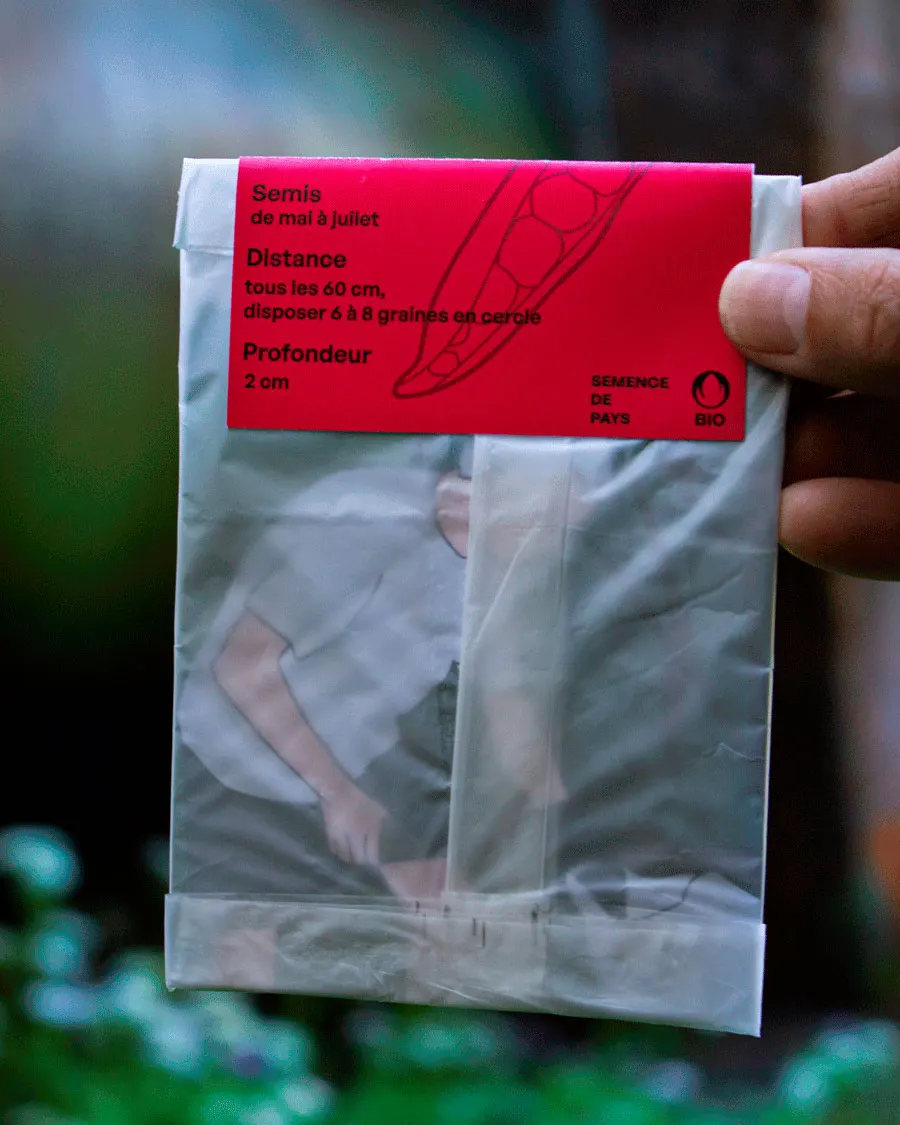 Semis
de mai à juilet
Distance
tous les 60 cm,
disposer 6 à 8 graines en cercle
Profondeur
2 cm
SEMENCE
DE
PAYS
BIO